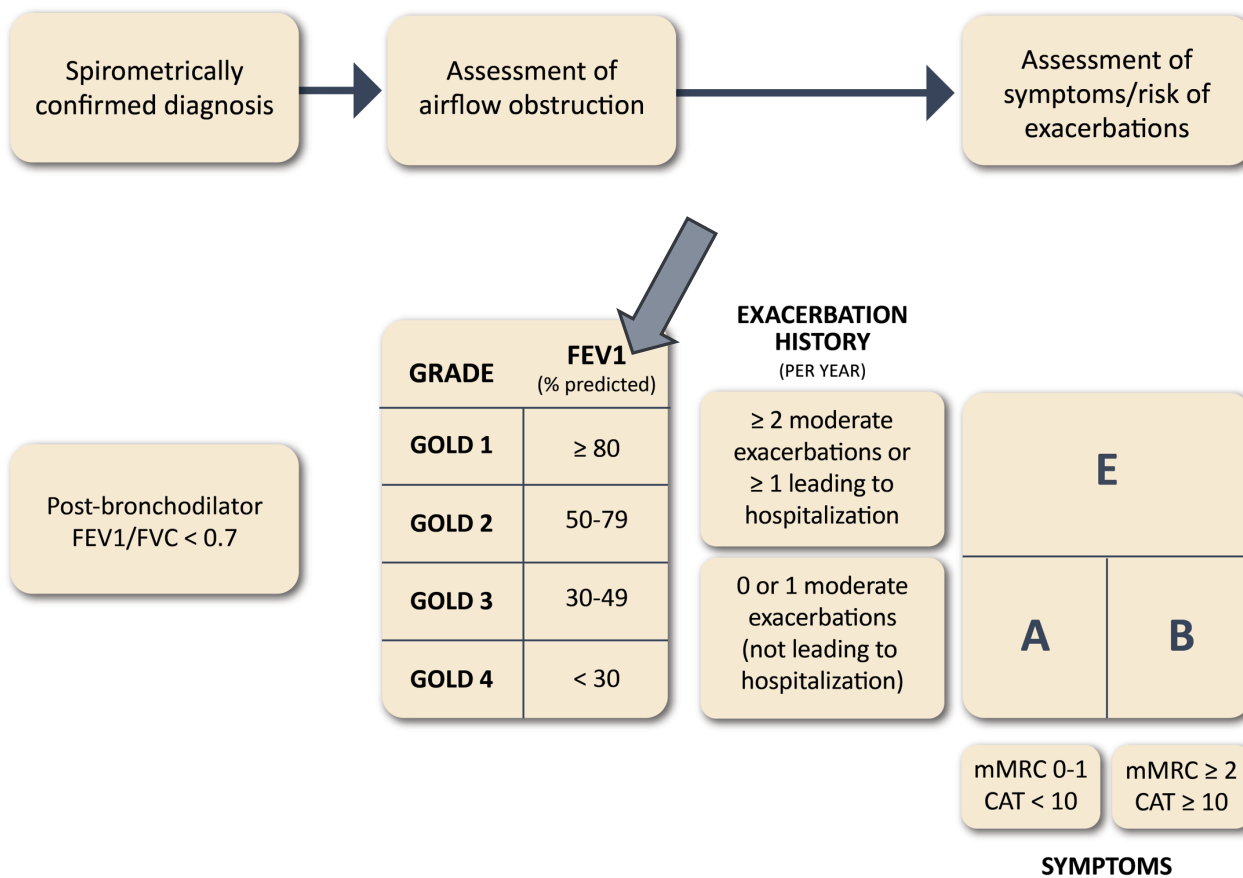 Spirometrically
confirmed diagnosis
Assessment of
airflow obstruction
Assessment of
symptoms/risk of
exacerbations
Post-bronchodilator
FEV1/FVC < 0.7
GRADE
FEV1
(% predicted)
GOLD 1
≥ 80
GOLD 2
50-79
GOLD 3
30-49
GOLD 4
< 30
EXACERBATION
HISTORY
(PER YEAR)
≥ 2 moderate
exacerbations or
≥ 1 leading to
hospitalization
0 or 1 moderate
exacerbations
(not leading to
hospitalization)
E
A
B
mMRC 0-1
CAT < 10
mMRC ≥ 2
CAT ≥ 10
SYMPTOMS